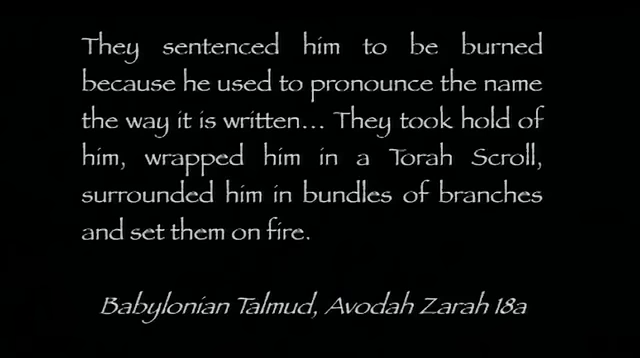 They sentenced him to be burned
because he used to pronounce the name
the way it is written... They took hold of
him, wrapped him in a Torah Scroll,
surrounded him in bundles of branches
and set them on fire.
Babylonian Talmud, Avodah Zarah 18a